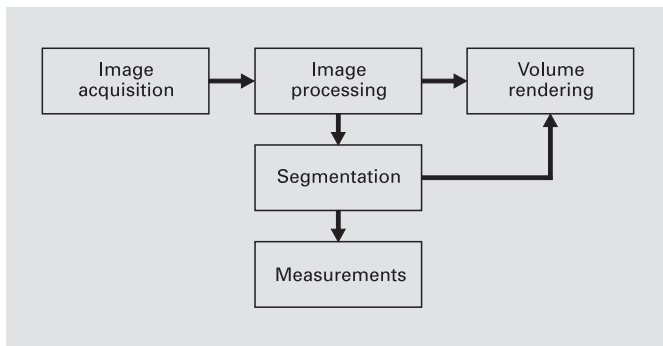 Image
acquisition
Image
processing
Volume
rendering
Segmentation
Measurements